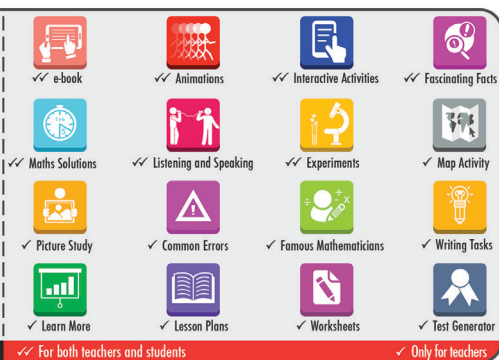 ✓✓ e-book ✓✓ Animations ✓✓ Interactive Activities ✓✓ Fascinating Facts
✓✓ Maths Solutions ✓✓ Listening and Speaking ✓✓ Experiments ✓ Map Activity
✓ Picture Study ✓ Common Errors ✓ Famous Mathematicians ✓ Writing Tasks
✓ Learn More ✓ Lesson Plans ✓ Worksheets ✓ Test Generator
✓✓ For both teachers and students ✓ Only for teachers